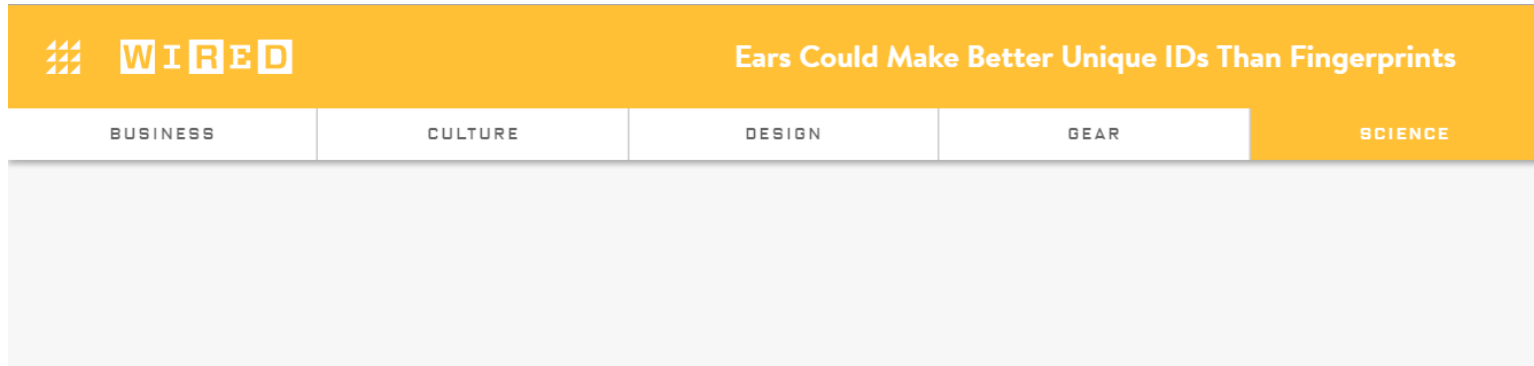 WIRED
Ears Could Make Better Unique IDs Than Fingerprints
BUSINESS
CULTURE
DESIGN
GEAR
SCIENCE